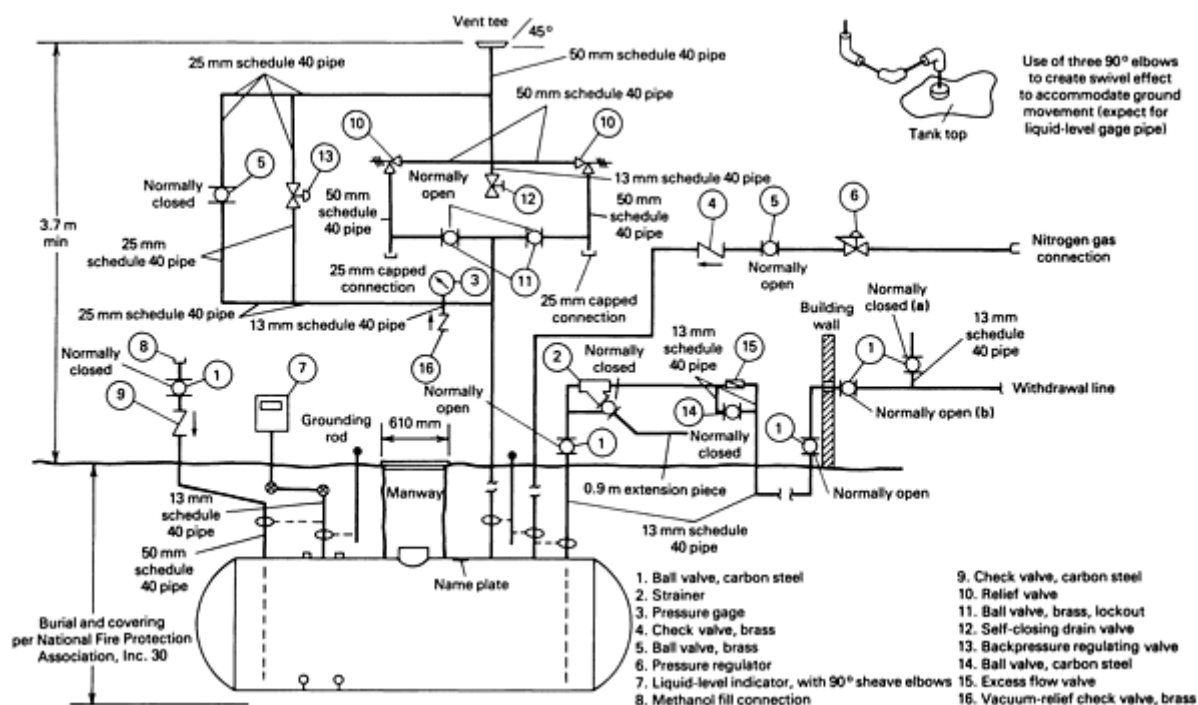 Vent tee
45°
25 mm schedule 40 pipe
50 mm schedule 40 pipe
50 mm schedule 40 pipe
Use of three 90° elbows
to create swivel effect
to accommodate ground
movement (expect for
liquid-level gage pipe)
Tank top
10
10
5
13
Normally
closed
Normally
open
13 mm schedule 40 pipe
12
50 mm
schedule
40 pipe
50 mm
schedule
40 pipe
4
5
6
3.7 m
min
25 mm
schedule 40 pipe
Nitrogen gas
connection
Normally
open
25 mm capped
connection
3
11
25 mm capped
connection
25 mm schedule 40 pipe
13 mm schedule 40 pipe
Building
wall
Normally
closed (a)
13 mm
schedule
40 pipe
8
Normally
closed
1
9
7
16
Normally
open
2
Normally
closed
13 mm
schedule
40 pipe
15
1
Withdrawal line
Normally open (b)
14
Normally
closed
1
1
Normally open
Grounding
rod
610 mm
Manway
0.9 m extension piece
13 mm
schedule
40 pipe
50 mm
schedule
40 pipe
13 mm schedule
40 pipe
Name plate
Burial and covering
per National Fire Protection
Association, Inc. 30
1. Ball valve, carbon steel
2. Strainer
3. Pressure gage
4. Check valve, brass
5. Ball valve, brass
6. Pressure regulator
7. Liquid-level indicator, with 90° sheave elbows
8. Methanol fill connection
9. Check valve, carbon steel
10. Relief valve
11. Ball valve, brass, lockout
12. Self-closing drain valve
13. Backpressure regulating valve
14. Ball valve, carbon steel
15. Excess flow valve
16. Vacuum-relief check valve, brass